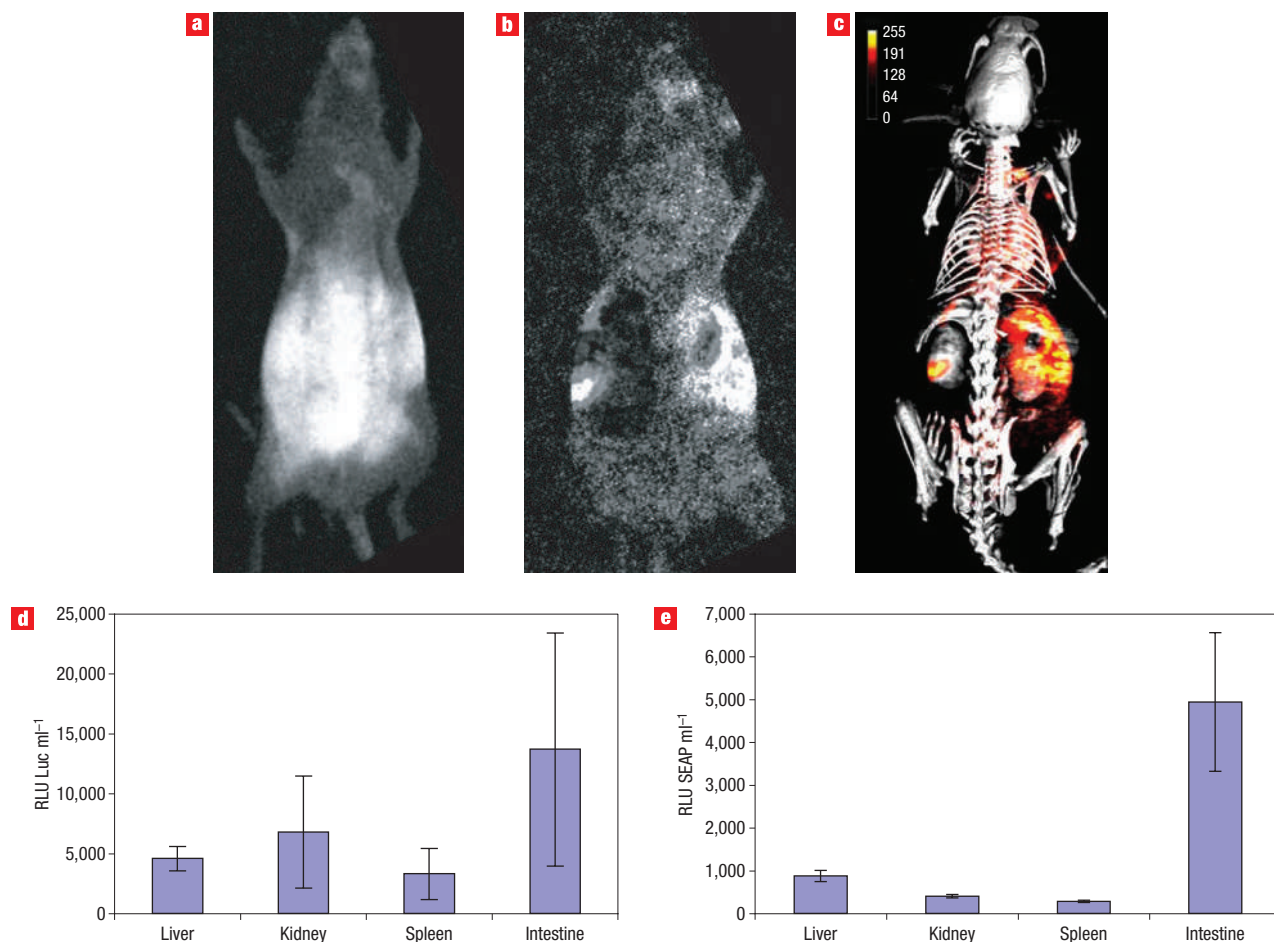 a
b
c
255
191
128
64
0
d
25,000
20,000
15,000
10,000
5,000
0
RLU Luc ml⁻¹
Liver Kidney Spleen Intestine
e
7,000
6,000
5,000
4,000
3,000
2,000
1,000
0
RLU SEAP ml⁻¹
Liver Kidney Spleen Intestine